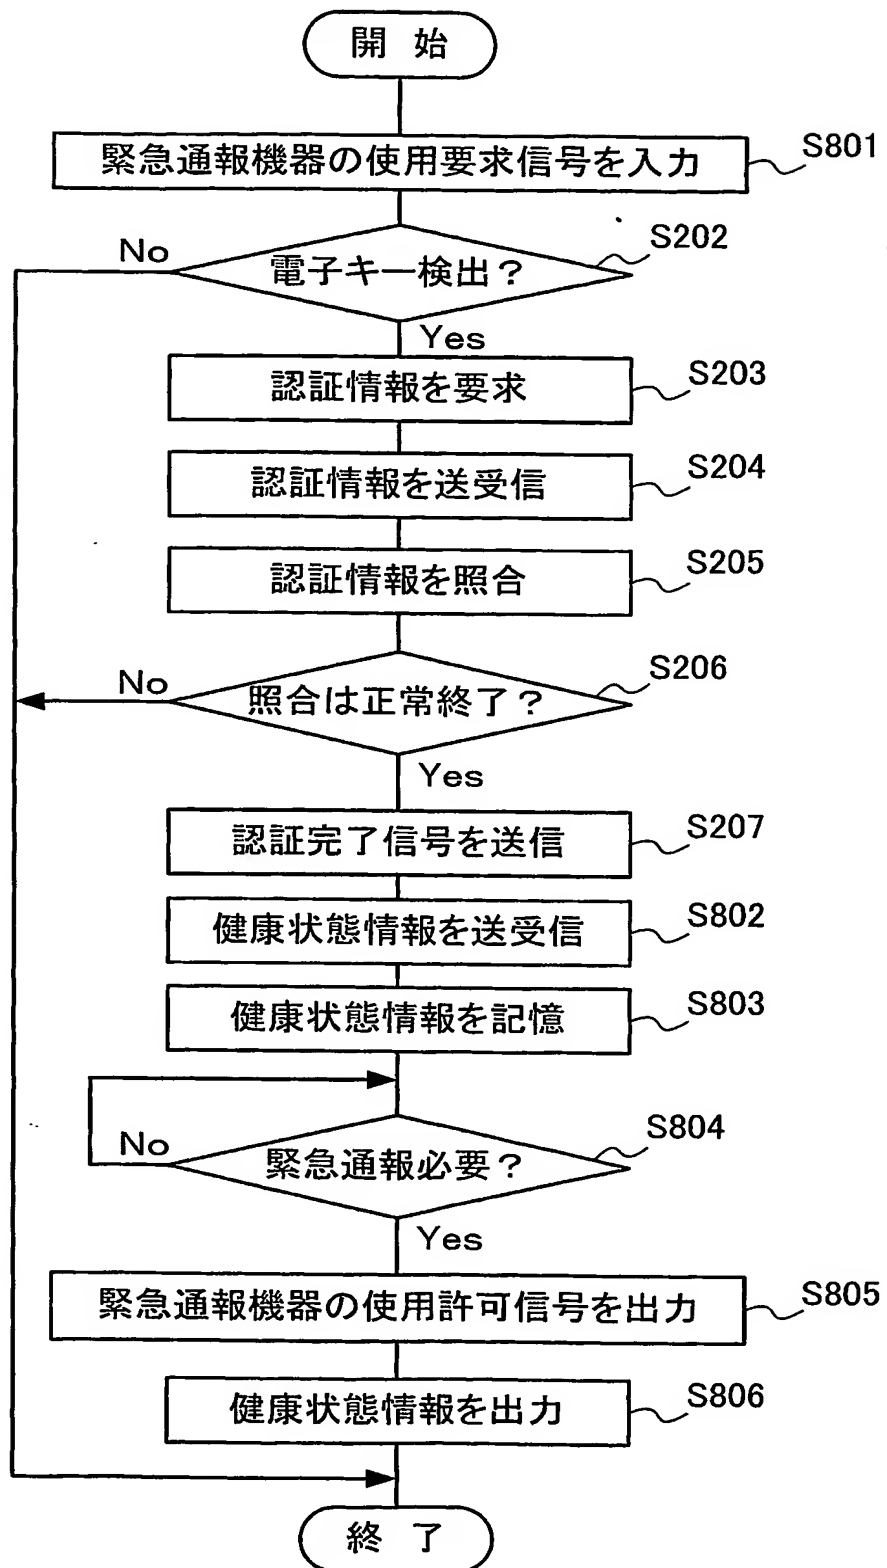 開 始
緊急通報機器の使用要求信号を入力
S801
電子キー検出？
S202
No
Yes
認証情報を要求
S203
認証情報を送受信
S204
認証情報を照合
S205
照合は正常終了？
S206
No
Yes
認証完了信号を送信
S207
健康状態情報を送受信
S802
健康状態情報を記憶
S803
緊急通報必要？
S804
No
Yes
緊急通報機器の使用許可信号を出力
S805
健康状態情報を出力
S806
終 了